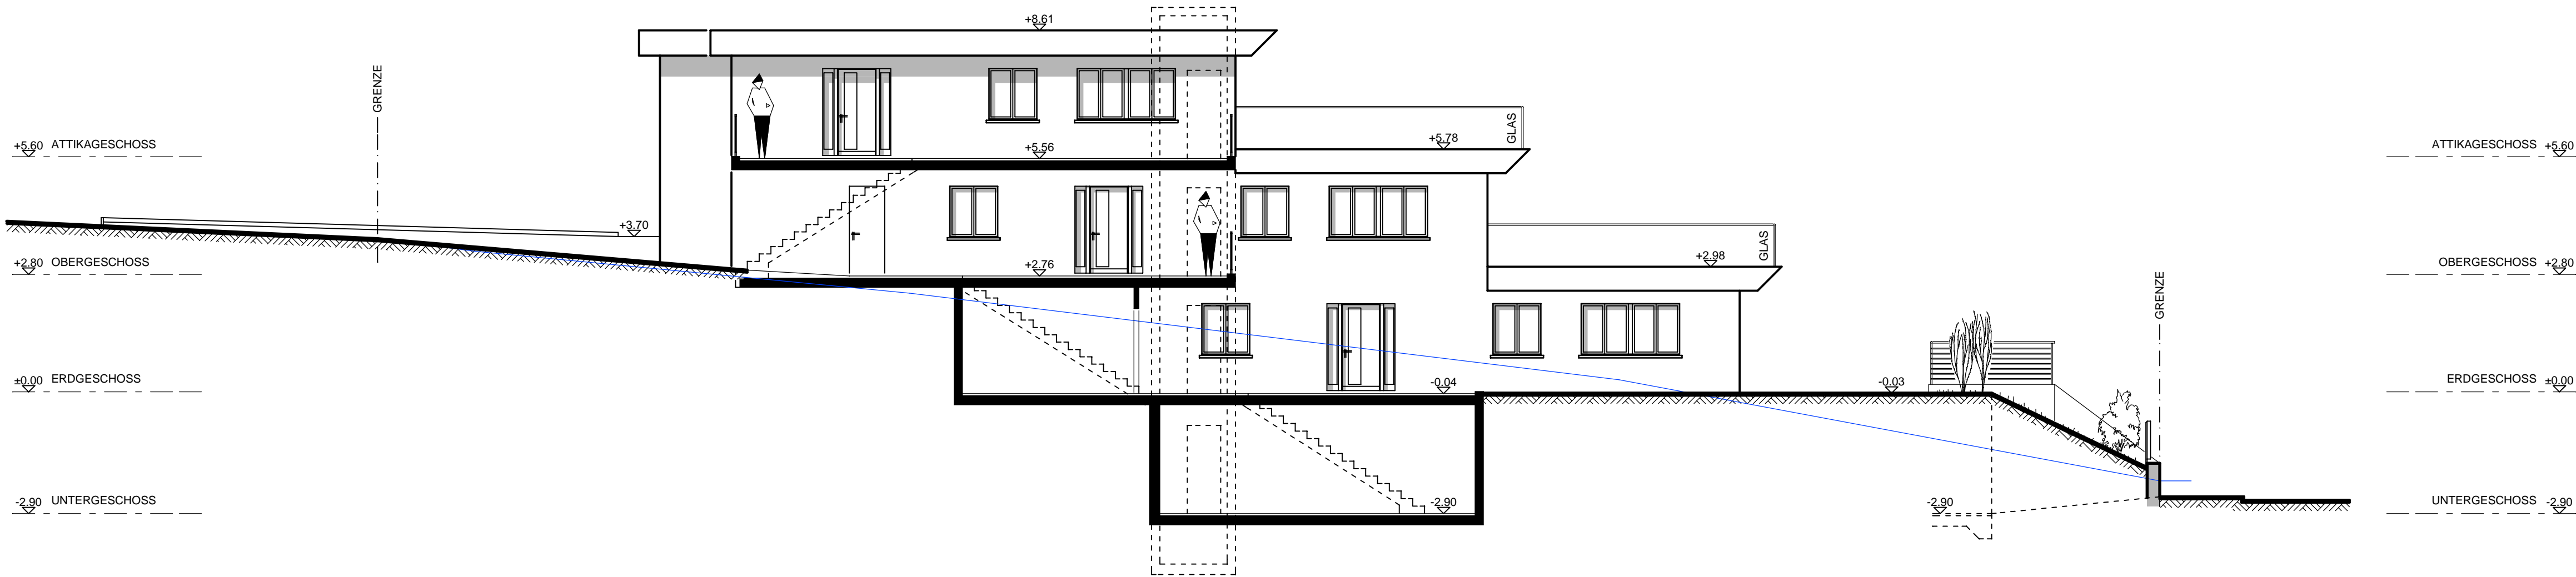 +8.61
GRENZE
GLAS
+5.78
+5.60 ATTIKAGESCHOSS
+5.56
ATTIKAGESCHOSS +5.60
+3.70
GLAS
+2.98
+2.80 OBERGESCHOSS
+2.76
OBERGESCHOSS +2.80
GRENZE
±0.00 ERDGESCHOSS
-0.04
-0.03
ERDGESCHOSS ±0.00
-2.90 UNTERGESCHOSS
-2.90
-2.90
UNTERGESCHOSS -2.90